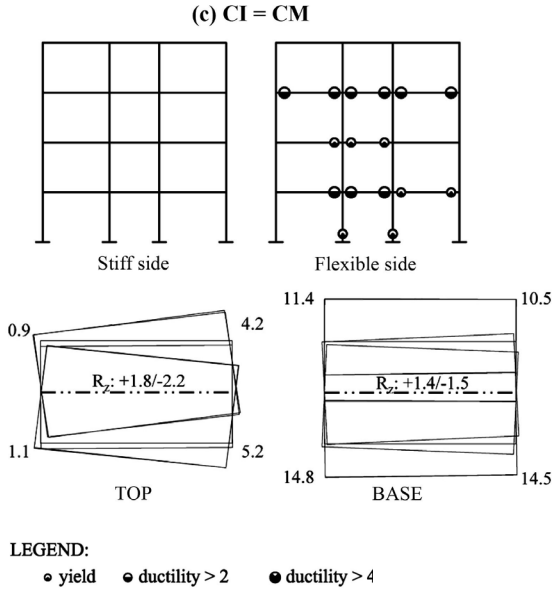 (c) CI = CM
Stiff side Flexible side
0.9 4.2 11.4 10.5
R_Z: +1.8/-2.2 R_Z: +1.4/-1.5
1.1 5.2 14.8 14.5
TOP BASE
LEGEND:
yield ductility > 2 ductility > 4